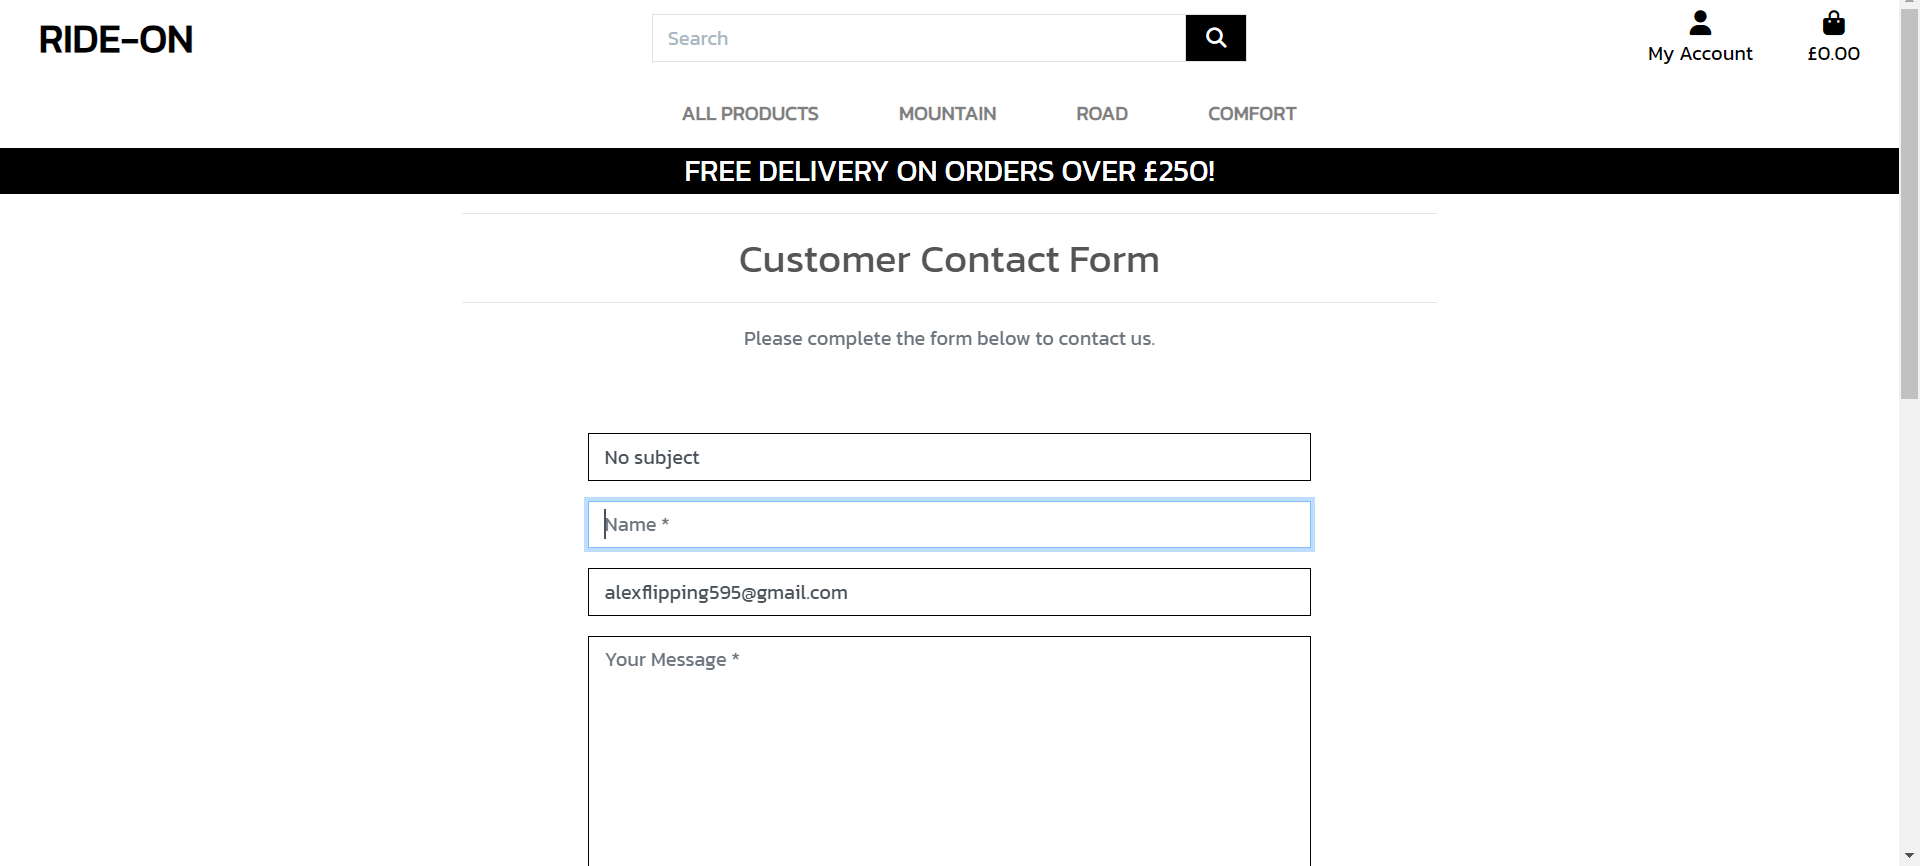 RIDE-ON
Search
My Account
£0.00
ALL PRODUCTS
MOUNTAIN
ROAD
COMFORT
FREE DELIVERY ON ORDERS OVER £250!
Customer Contact Form
Please complete the form below to contact us.
No subject
Name *
alexflipping595@gmail.com
Your Message *